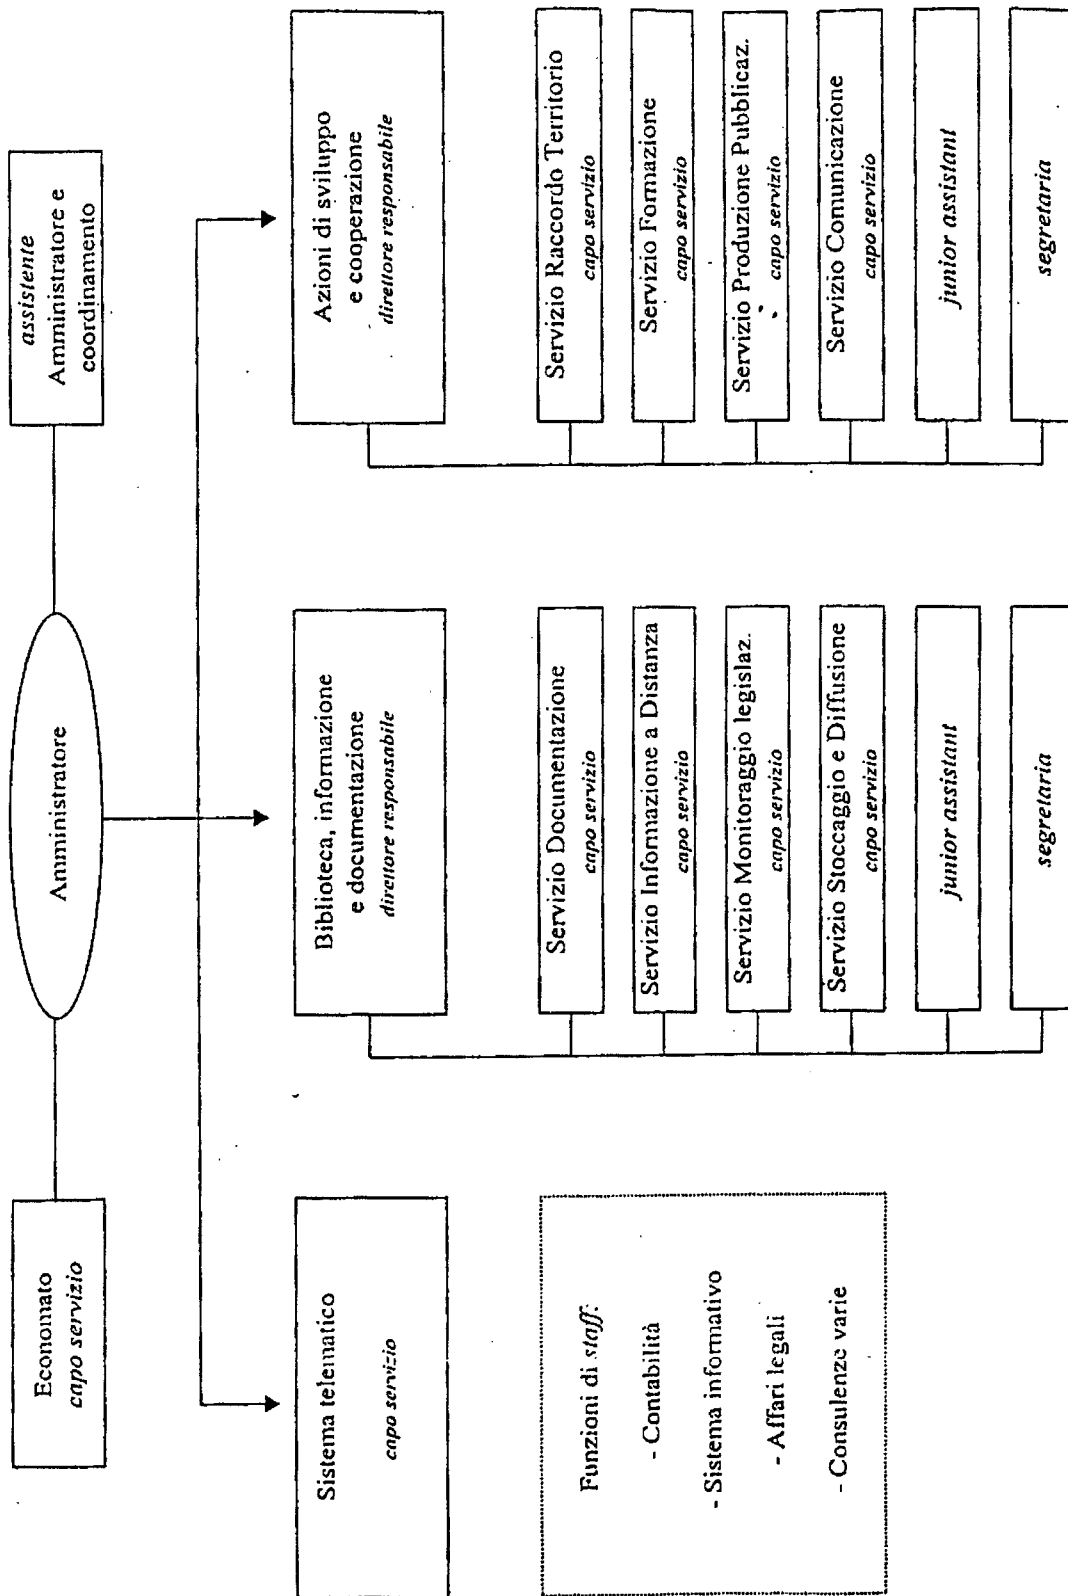 Economato
capo servizio
Amministratore
assistente
Amministratore e
coordinamento
Sistema telematico
capo servizio
Biblioteca, informazione
e documentazione
direttore responsabile
Azioni di sviluppo
e cooperazione
direttore responsabile
Funzioni di staff:
- Contabilità
- Sistema informativo
- Affari legali
- Consulenze varie
Servizio Documentazione
capo servizio
Servizio Informazione a Distanza
capo servizio
Servizio Monitoraggio legislaz.
capo servizio
Servizio Stoccaggio e Diffusione
capo servizio
junior assistant
segretaria
Servizio Raccordo Territorio
capo servizio
Servizio Formazione
capo servizio
Servizio Produzione Pubblicaz.
capo servizio
Servizio Comunicazione
capo servizio
junior assistant
segretaria